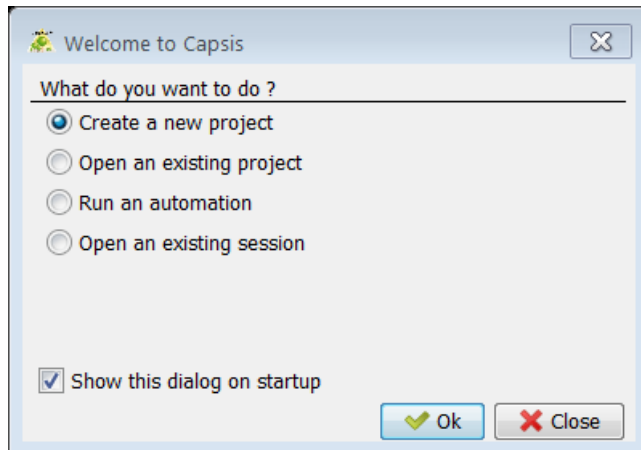 Welcome to Capsis
What do you want to do ?
Create a new project
Open an existing project
Run an automation
Open an existing session
Show this dialog on startup
Ok Close